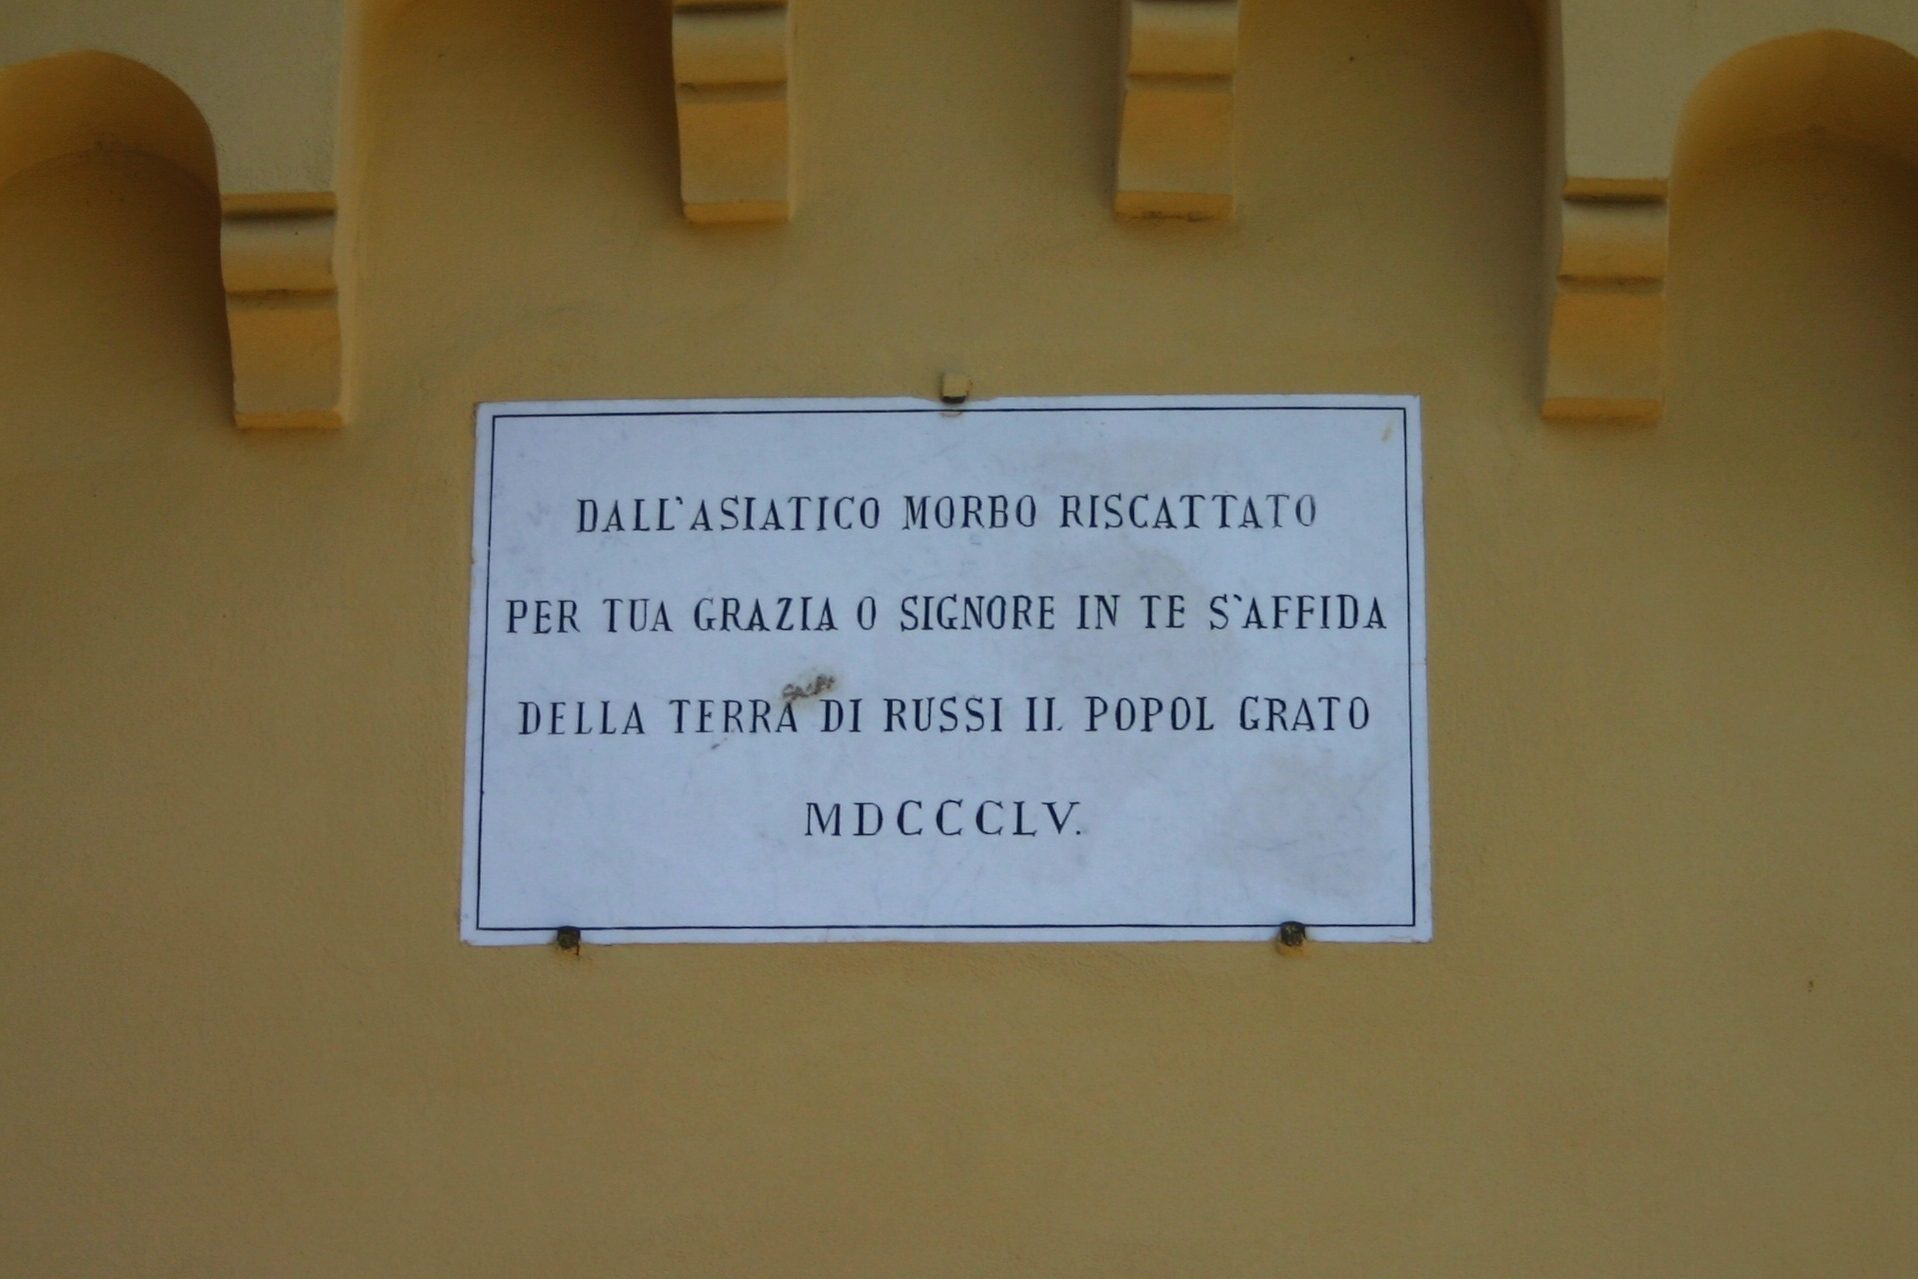 DALL'ASIATICO MORBO RISCATTATO
PER TUA GRAZIA O SIGNORE IN TE S'AFFIDA
DELLA TERRA DI RUSSI IL POPOL GRATO
MDCCCLV.